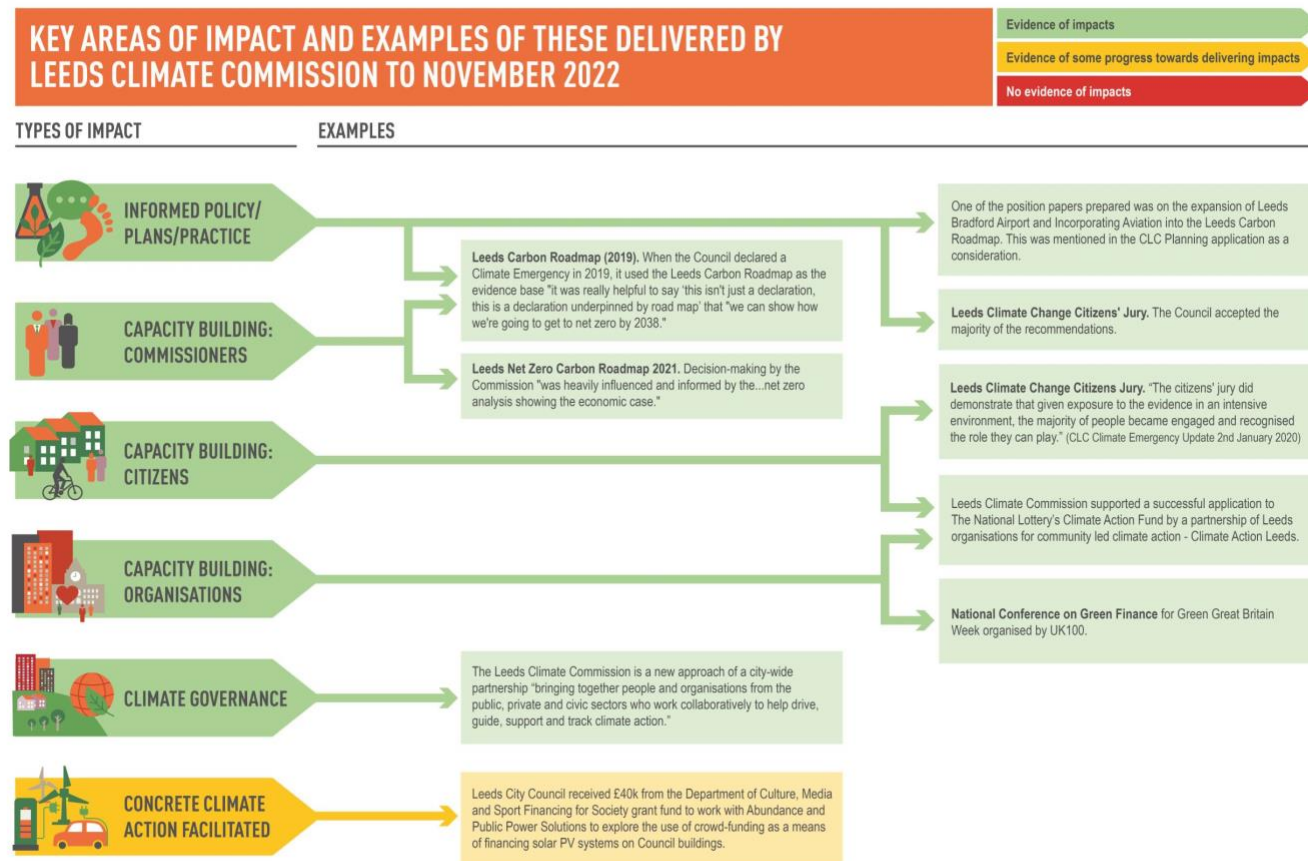 KEY AREAS OF IMPACT AND EXAMPLES OF THESE DELIVERED BY
LEEDS CLIMATE COMMISSION TO NOVEMBER 2022
Evidence of impacts
Evidence of some progress towards delivering impacts
No evidence of impacts
TYPES OF IMPACT
EXAMPLES
INFORMED POLICY/
PLANS/PRACTICE
One of the position papers prepared was on the expansion of Leeds
Bradford Airport and Incorporating Aviation into the Leeds Carbon
Roadmap. This was mentioned in the CLC Planning application as a
consideration.
Leeds Carbon Roadmap (2019). When the Council declared a
Climate Emergency in 2019, it used the Leeds Carbon Roadmap as the
evidence base "it was really helpful to say ‘this isn't just a declaration,
this is a declaration underpinned by road map’ that "we can show how
we're going to get to net zero by 2038."
Leeds Climate Change Citizens' Jury. The Council accepted the
majority of the recommendations.
CAPACITY BUILDING:
COMMISSIONERS
Leeds Net Zero Carbon Roadmap 2021. Decision-making by the
Commission "was heavily influenced and informed by the...net zero
analysis showing the economic case."
Leeds Climate Change Citizens Jury. “The citizens' jury did
demonstrate that given exposure to the evidence in an intensive
environment, the majority of people became engaged and recognised
the role they can play.” (CLC Climate Emergency Update 2nd January 2020)
CAPACITY BUILDING:
CITIZENS
Leeds Climate Commission supported a successful application to
The National Lottery's Climate Action Fund by a partnership of Leeds
organisations for community led climate action - Climate Action Leeds.
CAPACITY BUILDING:
ORGANISATIONS
National Conference on Green Finance for Green Great Britain
Week organised by UK100.
CLIMATE GOVERNANCE
The Leeds Climate Commission is a new approach of a city-wide
partnership “bringing together people and organisations from the
public, private and civic sectors who work collaboratively to help drive,
guide, support and track climate action.”
CONCRETE CLIMATE
ACTION FACILITATED
Leeds City Council received £40k from the Department of Culture, Media
and Sport Financing for Society grant fund to work with Abundance and
Public Power Solutions to explore the use of crowd-funding as a means
of financing solar PV systems on Council buildings.